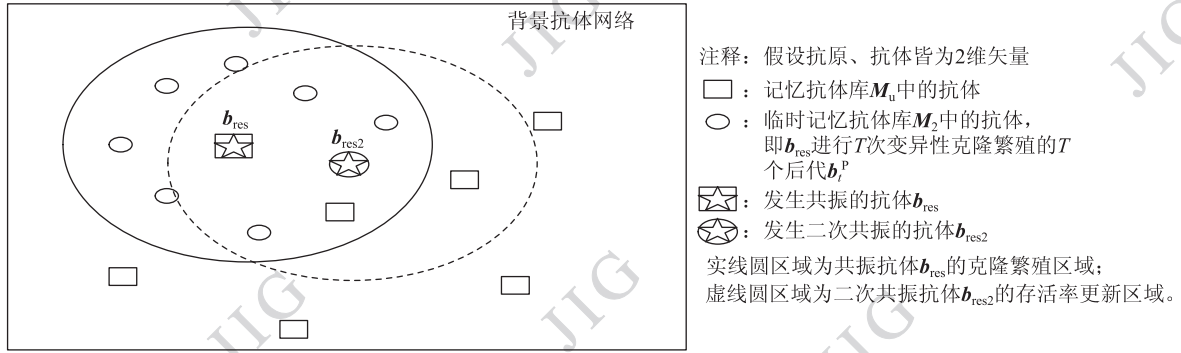 背景抗体网络
b_res
b_res2
注释：假设抗原、抗体皆为2维矢量
：记忆抗体库M_u中的抗体
：临时记忆抗体库M_2中的抗体，
即b_res进行T次变异性克隆繁殖的T
个后代b_t^P
：发生共振的抗体b_res
：发生二次共振的抗体b_res2
实线圆区域为共振抗体b_res的克隆繁殖区域；
虚线圆区域为二次共振抗体b_res2的存活率更新区域。
JIG
JIG
JIG
JIG
JIG
JIG